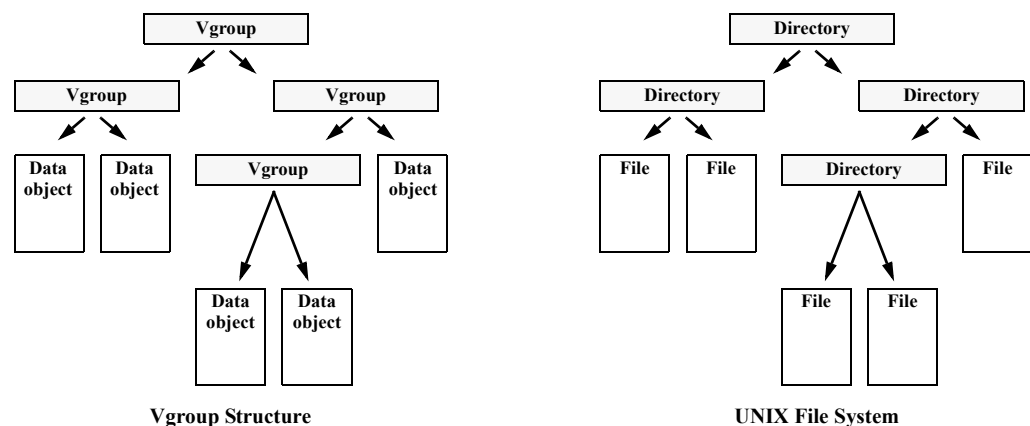 Vgroup
Directory
Vgroup
Vgroup
Directory
Directory
Data
object
Data
object
Vgroup
Data
object
File
File
Directory
File
Data
object
Data
object
File
File
Vgroup Structure
UNIX File System